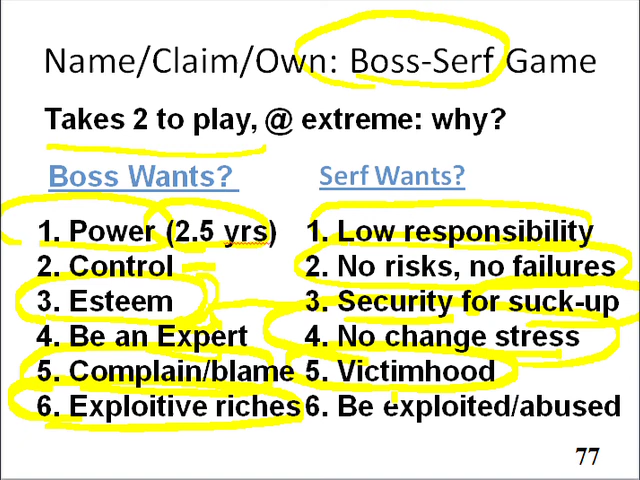 Name/Claim/Own: Boss-Serf Game
Takes 2 to play, @ extreme: why?
Boss Wants?
1. Power (2.5 yrs)
2. Control
3. Esteem
4. Be an Expert
5. Complain/blame
6. Exploitive riches
Serf Wants?
1. Low responsibility
2. No risks, no failures
3. Security for suck-up
4. No change stress
5. Victimhood
6. Be exploited/abused
77